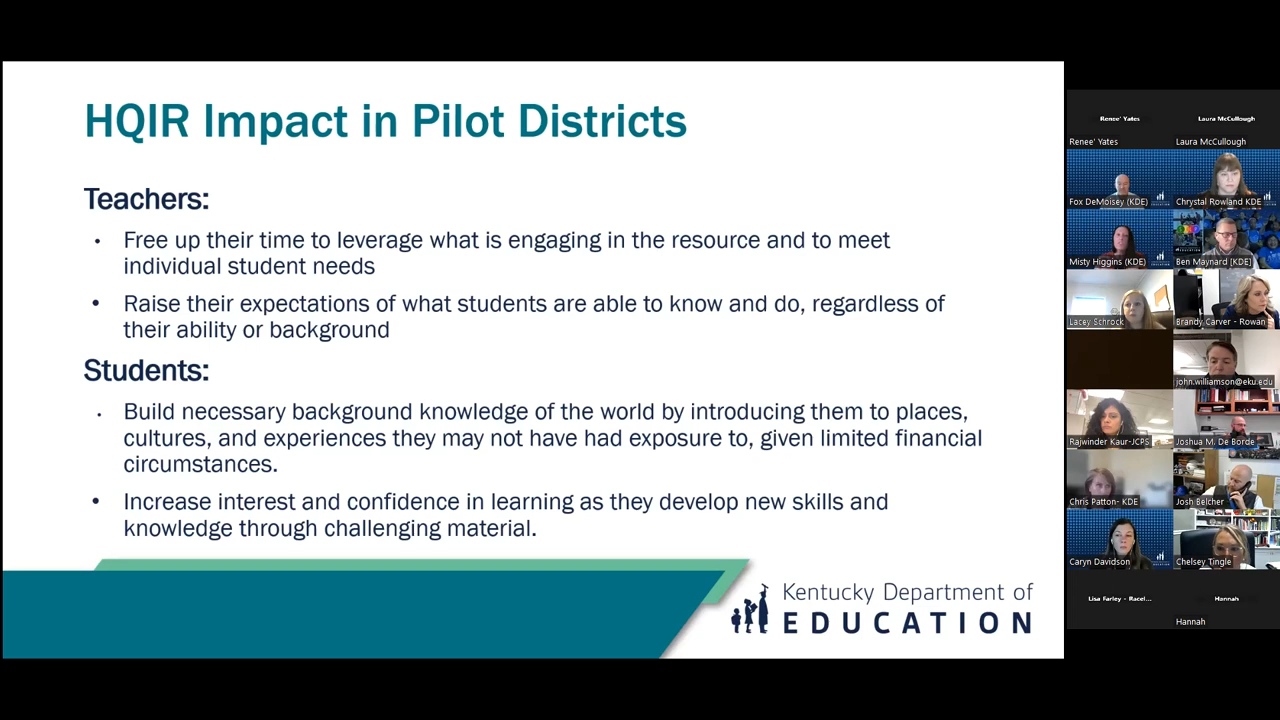 HQIR Impact in Pilot Districts
Teachers:
• Free up their time to leverage what is engaging in the resource and to meet
individual student needs
• Raise their expectations of what students are able to know and do, regardless of
their ability or background
Students:
• Build necessary background knowledge of the world by introducing them to places,
cultures, and experiences they may not have had exposure to, given limited financial
circumstances.
• Increase interest and confidence in learning as they develop new skills and
knowledge through challenging material.
Kentucky Department of
EDUCATION
Renee' Yates
Laura McCullough
Renee' Yates
Laura McCullough
Fox DeMoisey (KDE)
Chrystal Rowland KDE
Misty Higgins (KDE)
Ben Maynard [KDE]
Lacey Schrock
Brandy Carver - Rowan
john.williamson@eku.edu
Rajwinder Kaur-JCPS
Joshua M. De Borde
Chris Patton- KDE
Josh Belcher
Caryn Davidson
Chelsey Tingle
Lisa Farley - Racel...
Hannah
Hannah